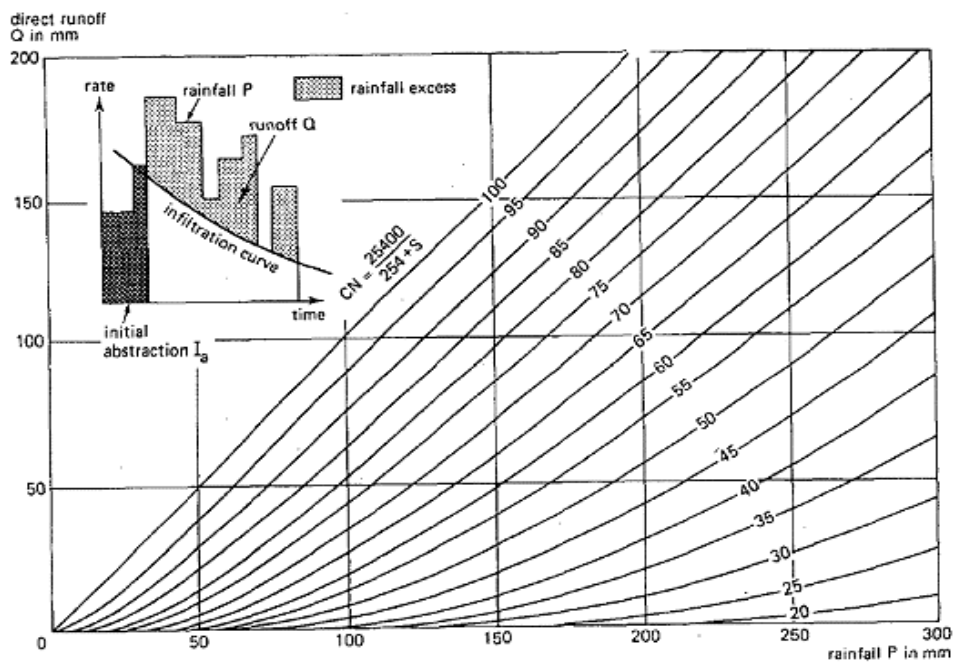 direct runoff
Q in mm
200
150
100
50
0
rate
rainfall P
rainfall excess
runoff Q
infiltration curve
time
initial
abstraction Ia
CN = 25400
254 + S
100
95
90
85
80
75
70
65
60
55
50
45
40
35
30
25
20
0
50
100
150
200
250
300
rainfall P in mm